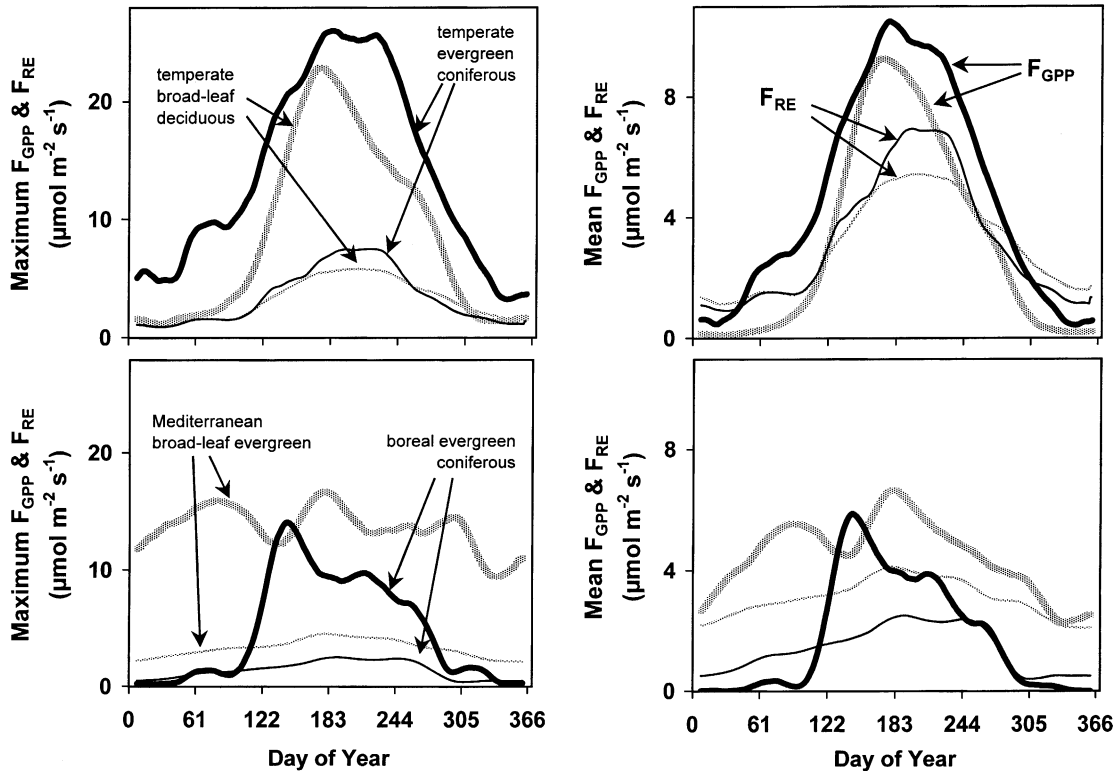 Maximum F_GPP & F_RE
(µmol m⁻² s⁻¹)
20
10
0
temperate
broad-leaf
deciduous
temperate
evergreen
coniferous
Mean F_GPP & F_RE
(µmol m⁻² s⁻¹)
8
4
0
F_RE
F_GPP
Maximum F_GPP & F_RE
(µmol m⁻² s⁻¹)
20
10
0
Mediterranean
broad-leaf evergreen
boreal evergreen
coniferous
0 61 122 183 244 305 366
Day of Year
Mean F_GPP & F_RE
(µmol m⁻² s⁻¹)
8
4
0
0 61 122 183 244 305 366
Day of Year